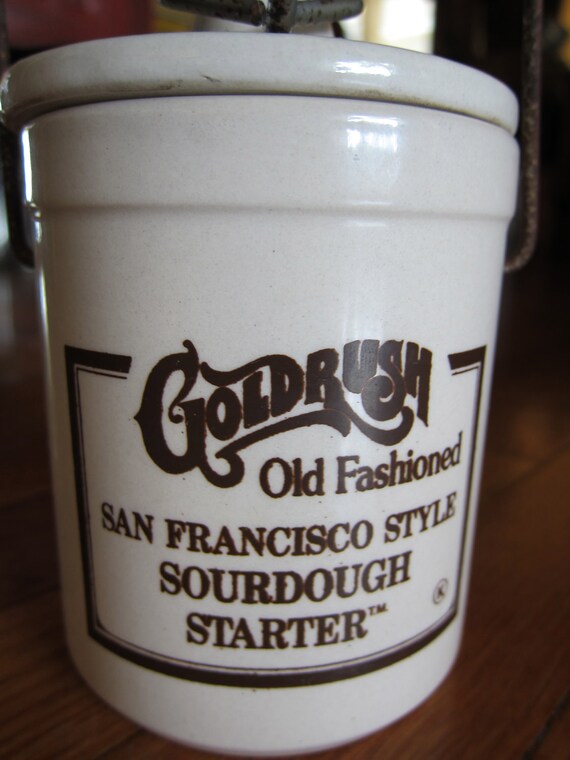 GOLDRUSH
Old Fashioned
SAN FRANCISCO STYLE
SOURDOUGH
STARTER™
Ⓚ